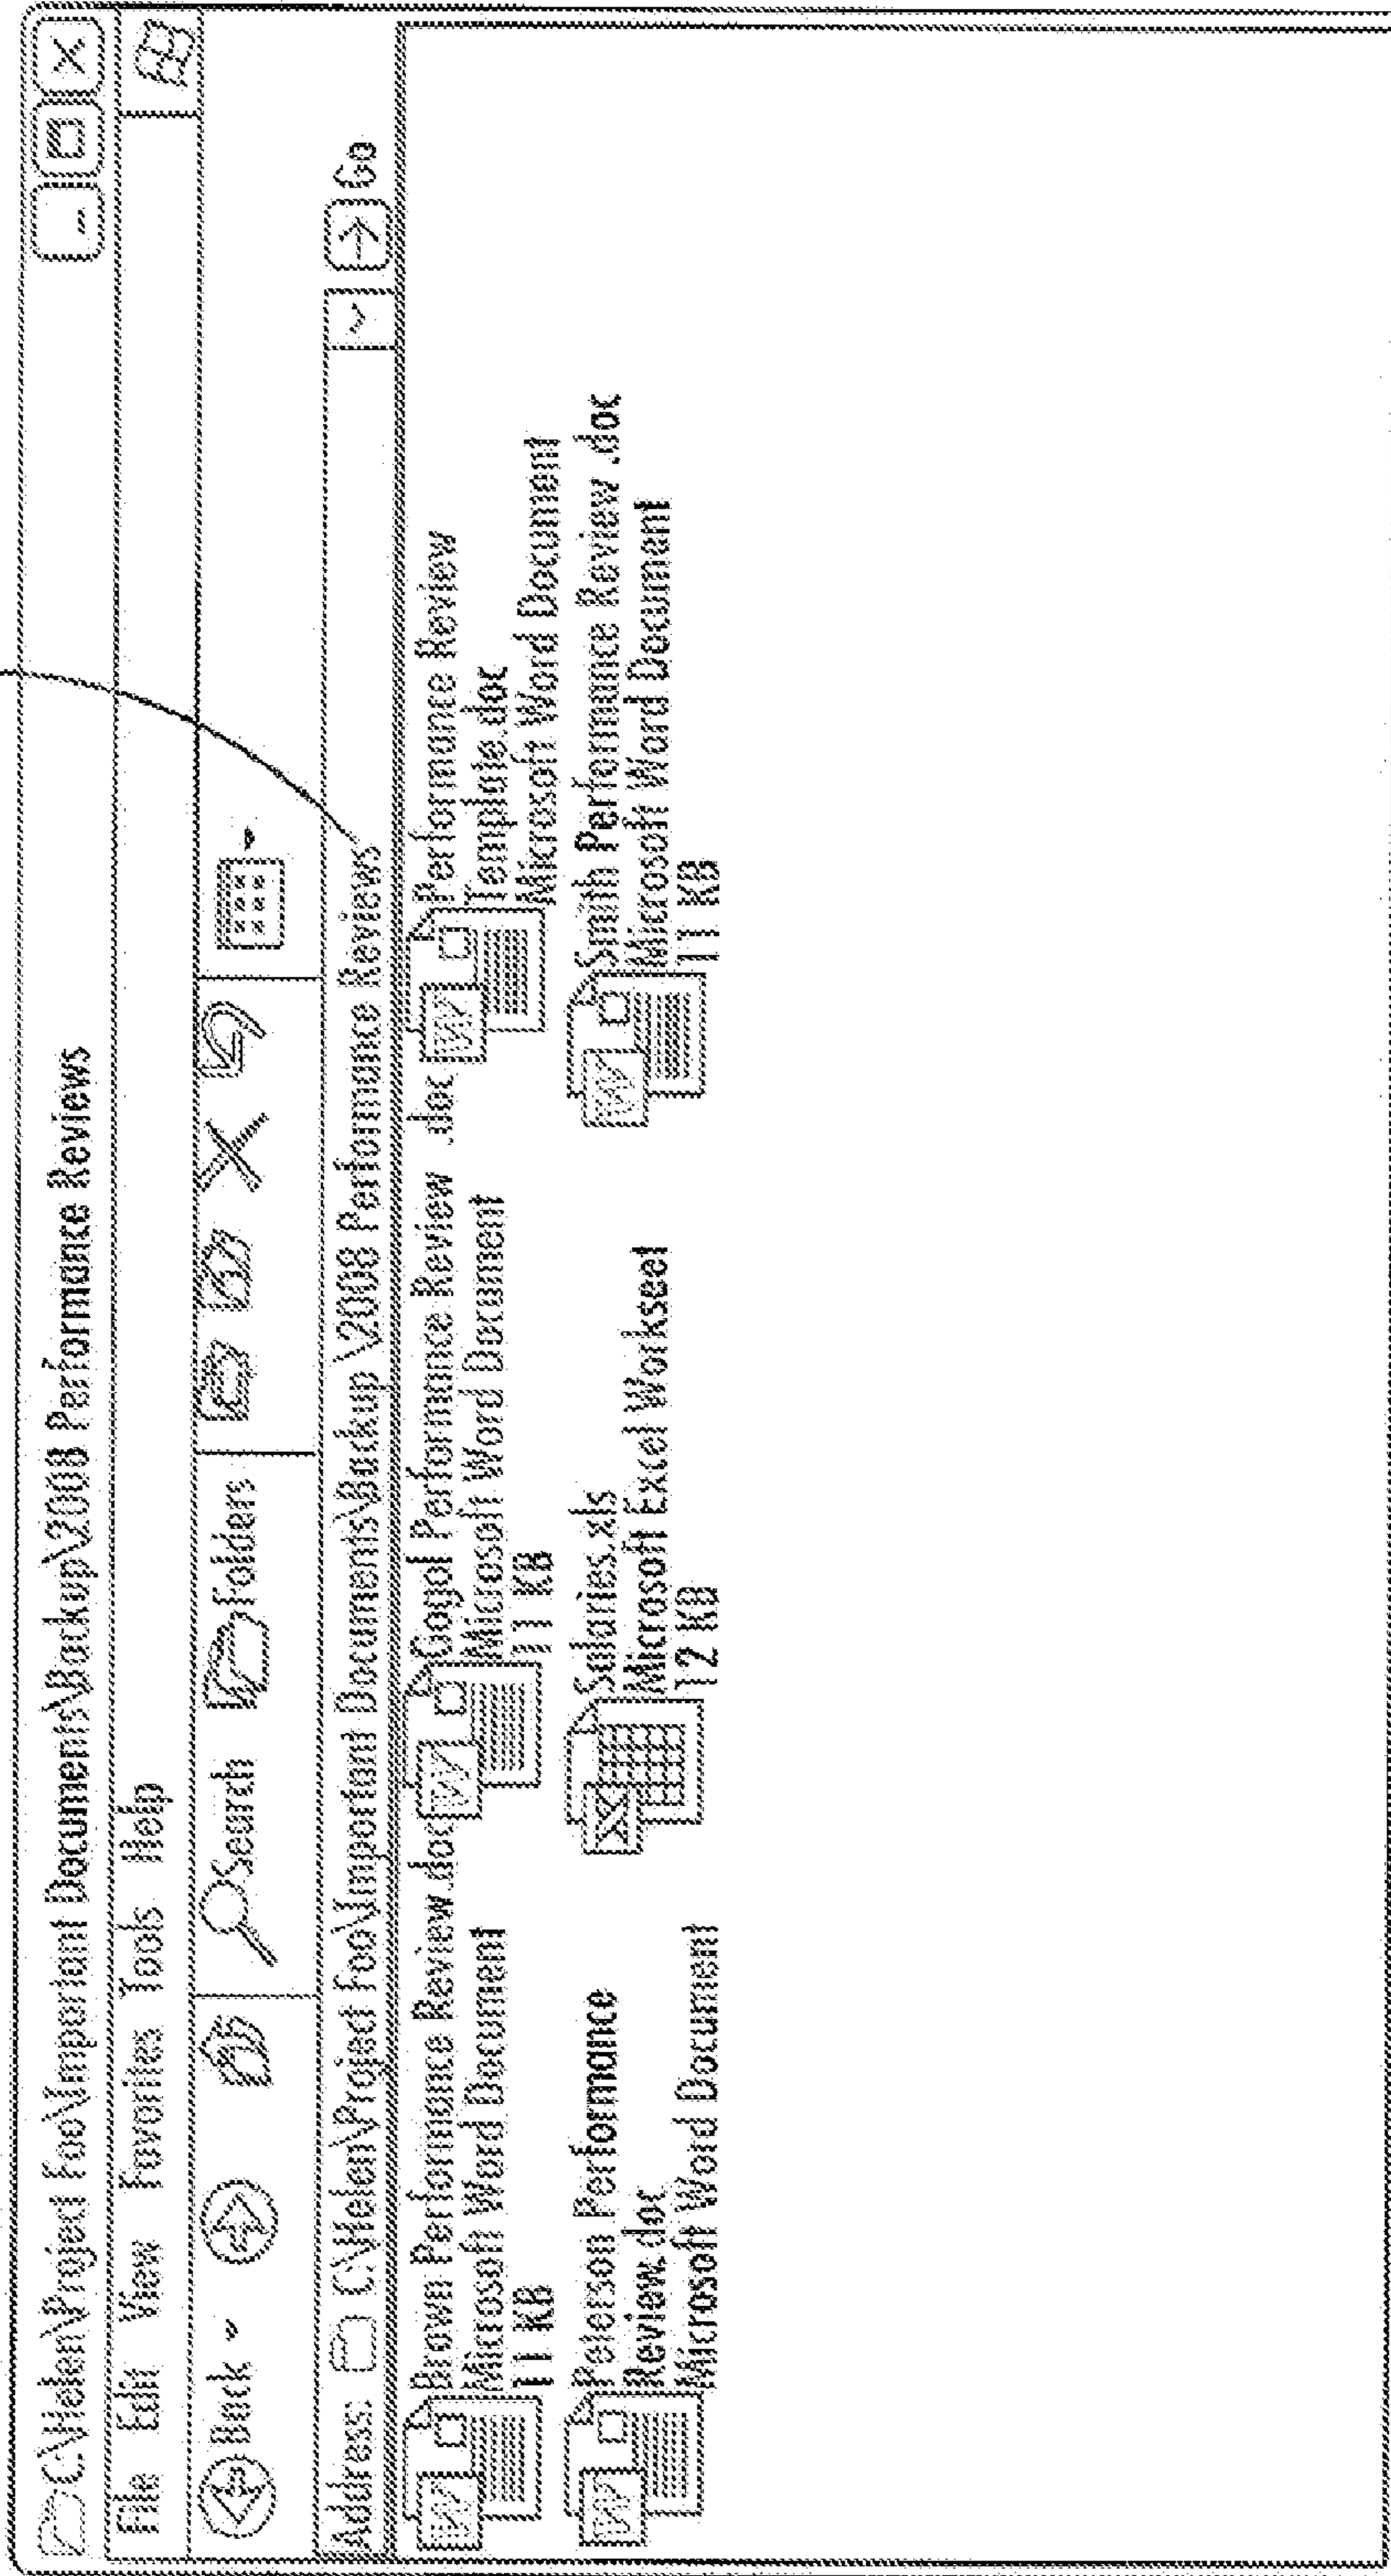 C:\Helen\Project Foo\Important Documents\Backup\2008 Performance Reviews
File Edit View Favorites Tools Help
Back Search Folders
Address: C:\Helen\Project Foo\Important Documents\Backup \2008 Performance Reviews Go
Brown Performance Review.doc
Microsoft Word Document
11 KB
Gogol Performance Review .doc
Microsoft Word Document
11 KB
Performance Review
Template.doc
Microsoft Word Document
Peterson Performance
Review.doc
Microsoft Word Document
Salaries.xls
Microsoft Excel Workseet
12 KB
Smith Performance Review .doc
Microsoft Word Document
11 KB